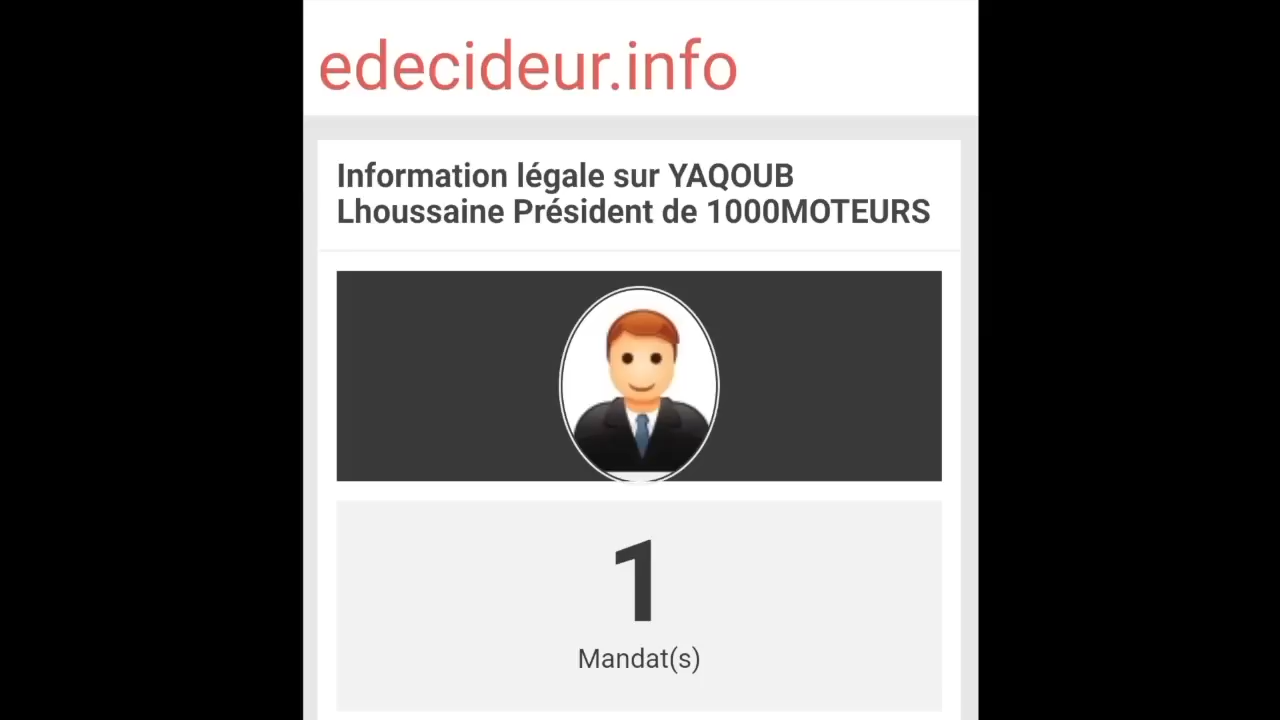 edecideur.info
Information légale sur YAQOUB
Lhoussaine Président de 1000MOTEURS
1
Mandat(s)